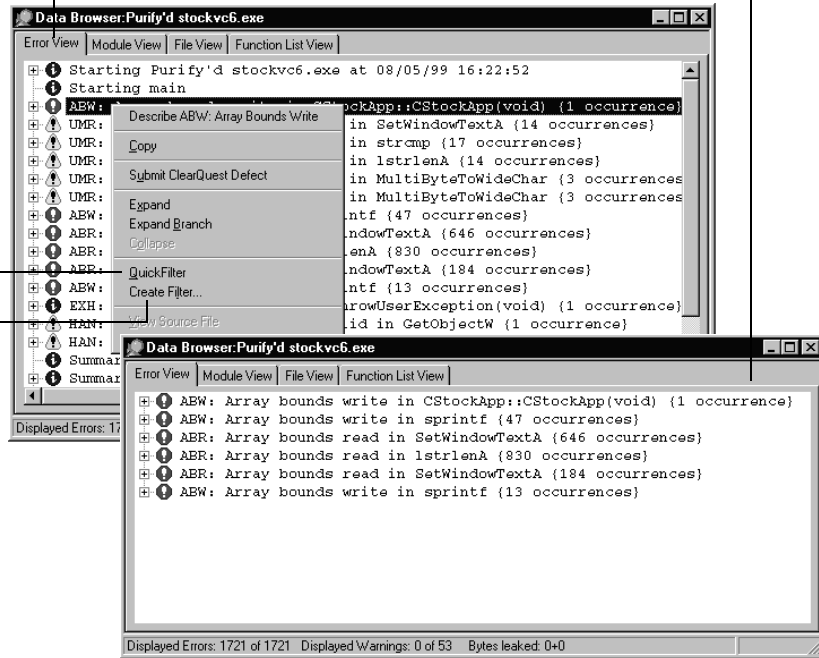 Data Browser:Purify'd stockvc6.exe
Error View Module View File View Function List View
Starting Purify'd stockvc6.exe at 08/05/99 16:22:52
Starting main
ABW: CStockApp::CStockApp(void) {1 occurrence}
UMR: in SetWindowTextA {14 occurrences}
UMR: in strcmp {17 occurrences}
UMR: in lstrlenA {14 occurrences}
UMR: in MultiByteToWideChar {3 occurrences
UMR: in MultiByteToWideChar {3 occurrences
ABW: intf {47 occurrences}
ABR: indowTextA {646 occurrences}
ABR: lenA {830 occurrences}
ABR: indowTextA {184 occurrences}
ABW: intf {13 occurrences}
EXH: hrowUserException(void) {1 occurrence}
HAN: lid in GetObjectW {1 occurrence}
HAN:
Summar
Summar
Displayed Errors: 17
Describe ABW: Array Bounds Write
Copy
Submit ClearQuest Defect
Expand
Expand Branch
Collapse
QuickFilter
Create Filter...
View Source File
Data Browser:Purify'd stockvc6.exe
Error View Module View File View Function List View
ABW: Array bounds write in CStockApp::CStockApp(void) {1 occurrence}
ABW: Array bounds write in sprintf {47 occurrences}
ABR: Array bounds read in SetWindowTextA {646 occurrences}
ABR: Array bounds read in lstrlenA {830 occurrences}
ABR: Array bounds read in SetWindowTextA {184 occurrences}
ABW: Array bounds write in sprintf {13 occurrences}
Displayed Errors: 1721 of 1721 Displayed Warnings: 0 of 53 Bytes leaked: 0+0